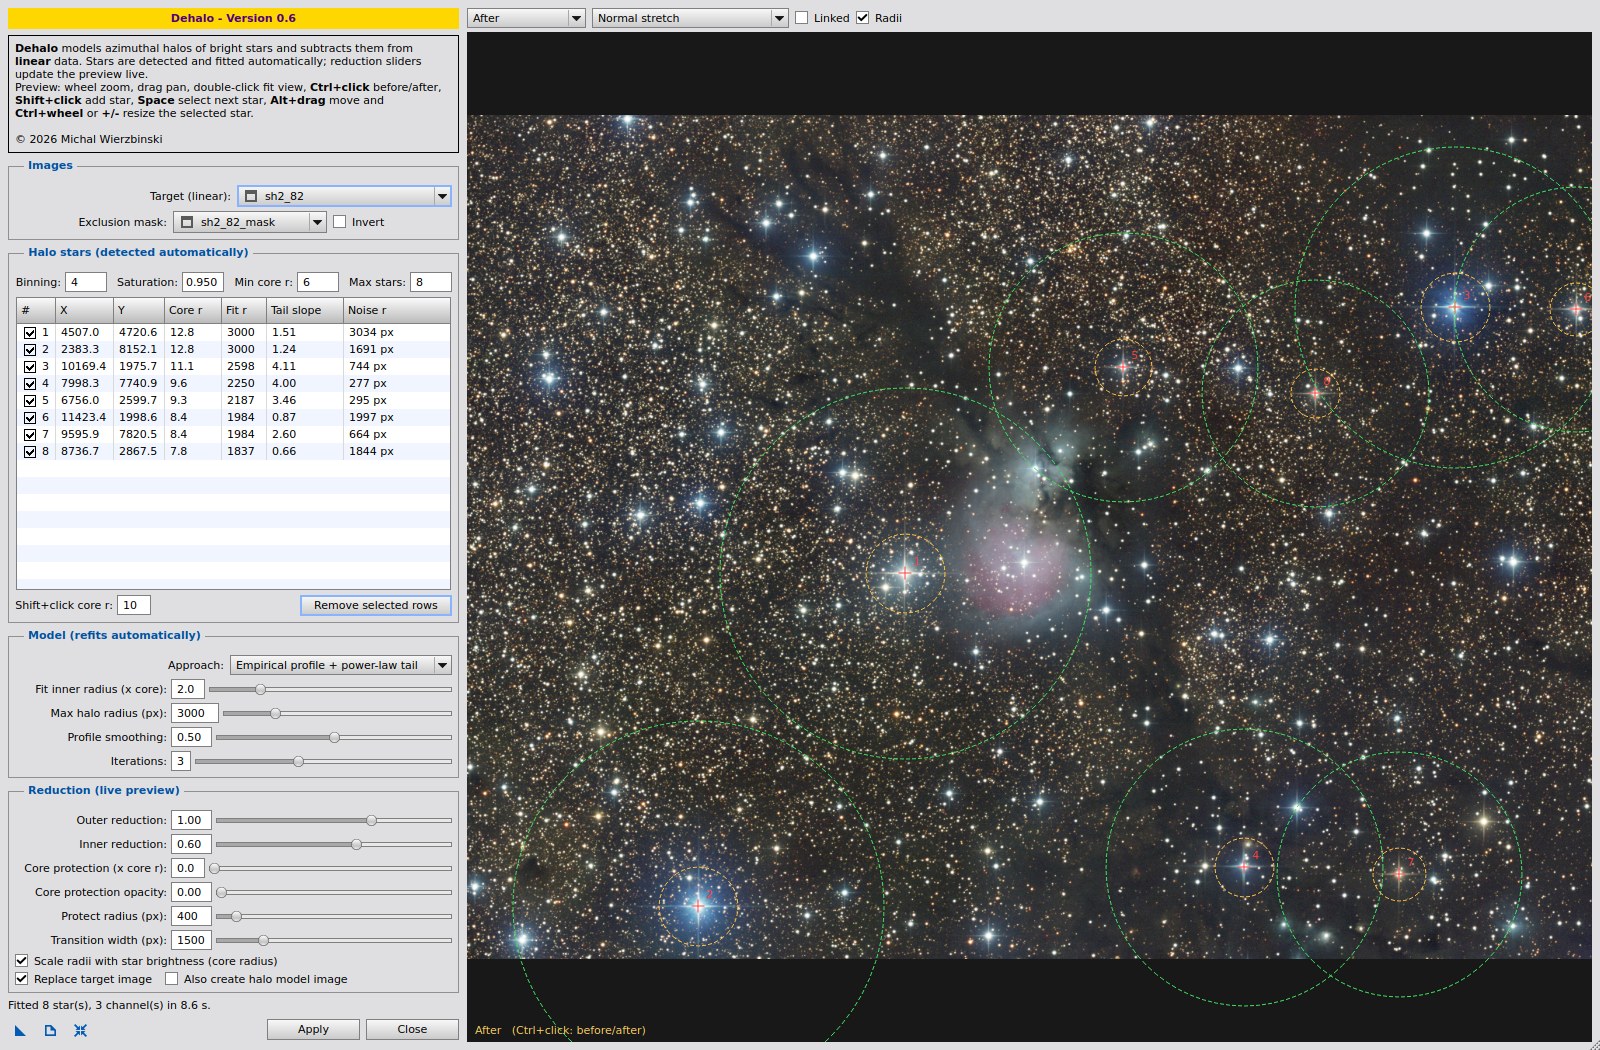 Dehalo - Version 0.6
Dehalo models azimuthal halos of bright stars and subtracts them from
linear data. Stars are detected and fitted automatically; reduction sliders
update the preview live.
Preview: wheel zoom, drag pan, double-click fit view, Ctrl+click before/after,
Shift+click add star, Space select next star, Alt+drag move and
Ctrl+wheel or +/- resize the selected star.
© 2026 Michal Wierzbinski
Images
Target (linear): sh2_82
Exclusion mask: sh2_82_mask Invert
Halo stars (detected automatically)
Binning: 4 Saturation: 0.950 Min core r: 6 Max stars: 8
# X Y Core r Fit r Tail slope Noise r
1 4507.0 4720.6 12.8 3000 1.51 3034 px
2 2383.3 8152.1 12.8 3000 1.24 1691 px
3 10169.4 1975.7 11.1 2598 4.11 744 px
4 7998.3 7740.9 9.6 2250 4.00 277 px
5 6756.0 2599.7 9.3 2187 3.46 295 px
6 11423.4 1998.6 8.4 1984 0.87 1997 px
7 9595.9 7820.5 8.4 1984 2.60 664 px
8 8736.7 2867.5 7.8 1837 0.66 1844 px
Shift+click core r: 10 Remove selected rows
Model (refits automatically)
Approach: Empirical profile + power-law tail
Fit inner radius (x core): 2.0
Max halo radius (px): 3000
Profile smoothing: 0.50
Iterations: 3
Reduction (live preview)
Outer reduction: 1.00
Inner reduction: 0.60
Core protection (x core r): 0.0
Core protection opacity: 0.00
Protect radius (px): 400
Transition width (px): 1500
Scale radii with star brightness (core radius)
Replace target image Also create halo model image
Fitted 8 star(s), 3 channel(s) in 8.6 s.
Apply Close
After Normal stretch Linked Radii
3
6
5
8
1
4
7
2
After (Ctrl+click: before/after)